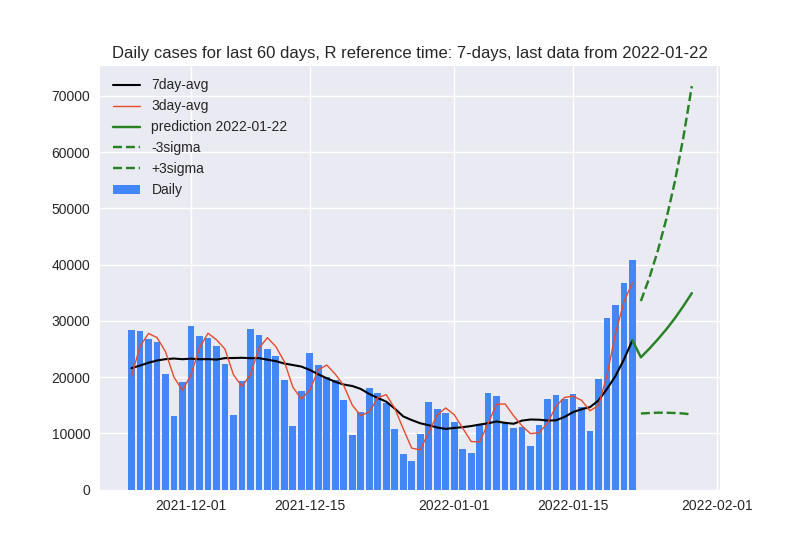 Daily cases for last 60 days, R reference time: 7-days, last data from 2022-01-22
7day-avg
3day-avg
prediction 2022-01-22
-3sigma
+3sigma
Daily
70000
60000
50000
40000
30000
20000
10000
0
2021-12-01 2021-12-15 2022-01-01 2022-01-15 2022-02-01